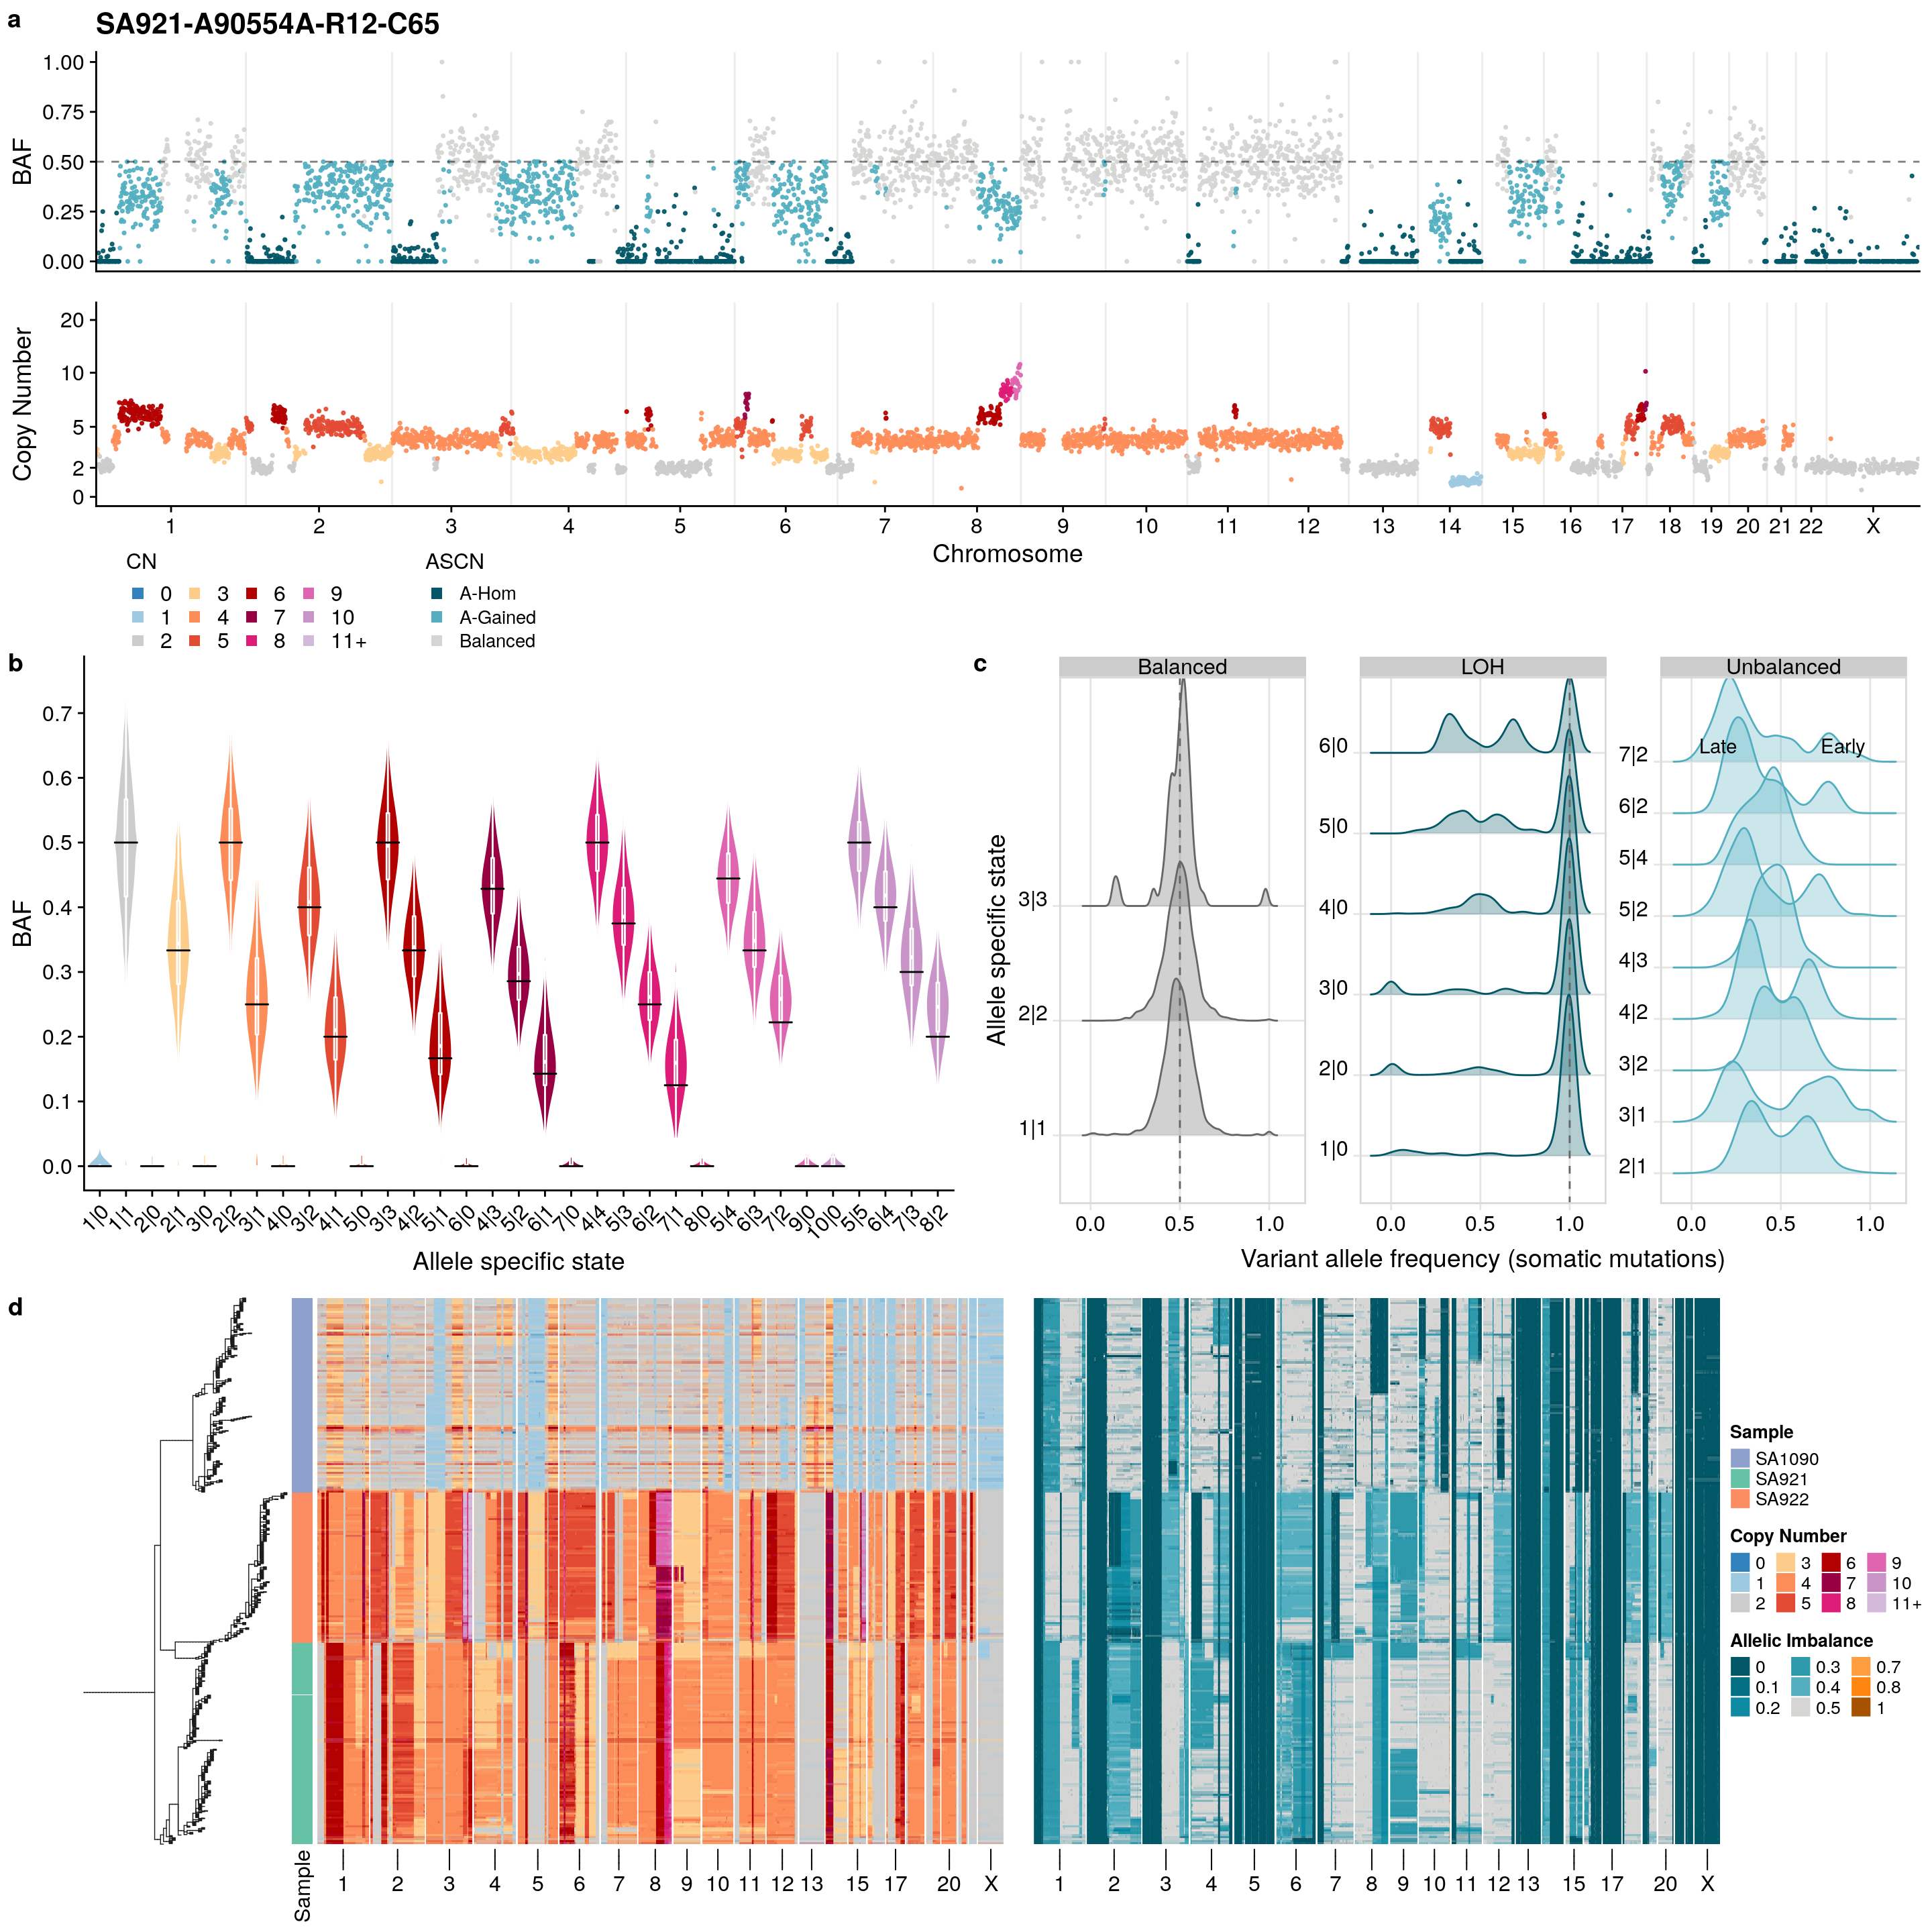 a
SA921-A90554A-R12-C65
BAF
1.00
0.75
0.50
0.25
0.00
Copy Number
20
10
5
2
0
1 2 3 4 5 6 7 8 9 10 11 12 13 14 15 16 17 18 19 20 21 22 X
Chromosome
CN
0 3 6 9
1 4 7 10
2 5 8 11+
ASCN
A-Hom
A-Gained
Balanced
b
BAF
0.7
0.6
0.5
0.4
0.3
0.2
0.1
0.0
1|0 1|1 2|0 2|1 3|0 2|2 3|1 4|0 3|2 4|1 5|0 3|3 4|2 5|1 6|0 4|3 5|2 6|1 7|0 4|4 5|3 6|2 7|1 8|0 5|4 6|3 7|2 9|0 10|0 5|5 6|4 7|3 8|2
Allele specific state
c
Balanced LOH Unbalanced
Allele specific state
3|3
2|2
1|1
0.0 0.5 1.0
6|0
5|0
4|0
3|0
2|0
1|0
0.0 0.5 1.0
Late Early
7|2
6|2
5|4
5|2
4|3
4|2
3|2
3|1
2|1
0.0 0.5 1.0
Variant allele frequency (somatic mutations)
d
Sample
1 2 3 4 5 6 7 8 9 10 11 12 13 15 17 20 X
1 2 3 4 5 6 7 8 9 10 11 12 13 15 17 20 X
Sample
SA1090
SA921
SA922
Copy Number
0 3 6 9
1 4 7 10
2 5 8 11+
Allelic Imbalance
0 0.3 0.7
0.1 0.4 0.8
0.2 0.5 1